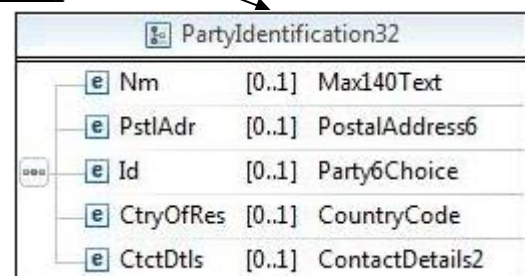 PartyIdentification32
e Nm [0..1] Max140Text
e PstlAdr [0..1] PostalAddress6
e Id [0..1] Party6Choice
e CtryOfRes [0..1] CountryCode
e CtctDtls [0..1] ContactDetails2